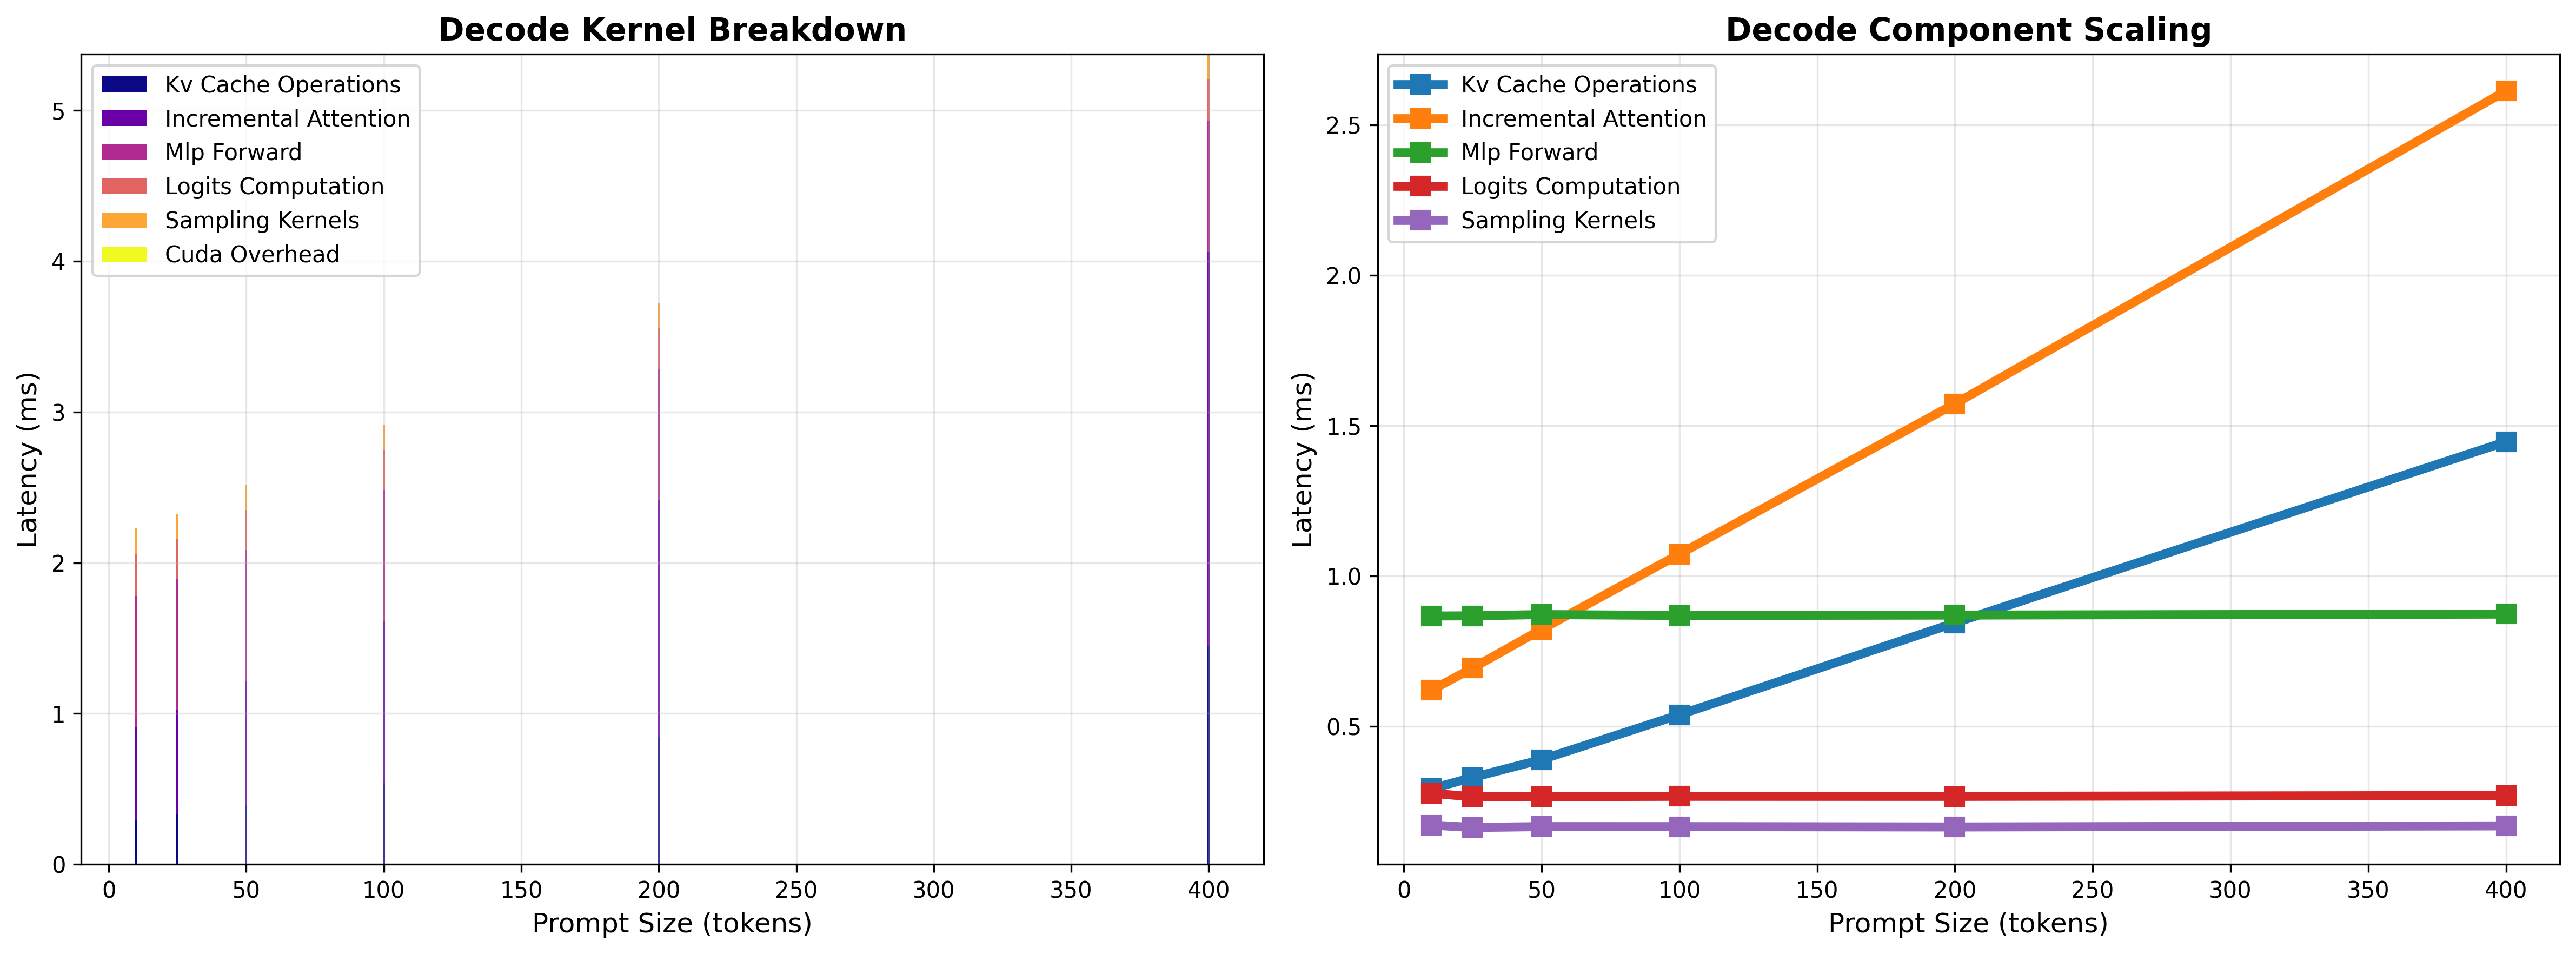 Decode Kernel Breakdown
Latency (ms)
5
4
3
2
1
0
Kv Cache Operations
Incremental Attention
Mlp Forward
Logits Computation
Sampling Kernels
Cuda Overhead
0 50 100 150 200 250 300 350 400
Prompt Size (tokens)
Decode Component Scaling
Latency (ms)
2.5
2.0
1.5
1.0
0.5
Kv Cache Operations
Incremental Attention
Mlp Forward
Logits Computation
Sampling Kernels
0 50 100 150 200 250 300 350 400
Prompt Size (tokens)